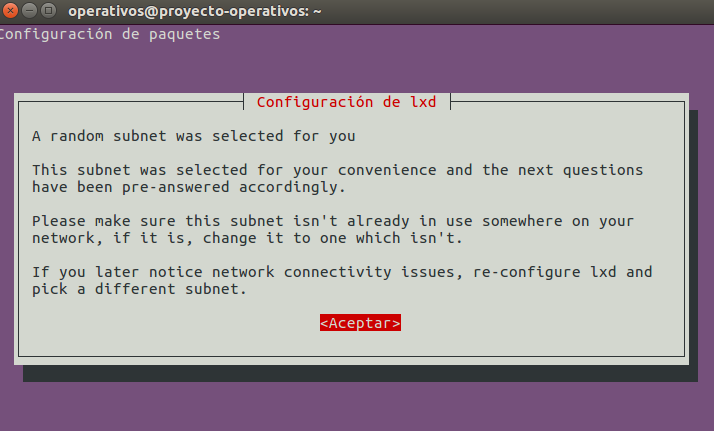 operativos@proyecto-operativos: ~
Configuración de paquetes
Configuración de lxd
A random subnet was selected for you
This subnet was selected for your convenience and the next questions
have been pre-answered accordingly.
Please make sure this subnet isn't already in use somewhere on your
network, if it is, change it to one which isn't.
If you later notice network connectivity issues, re-configure lxd and
pick a different subnet.
<Aceptar>